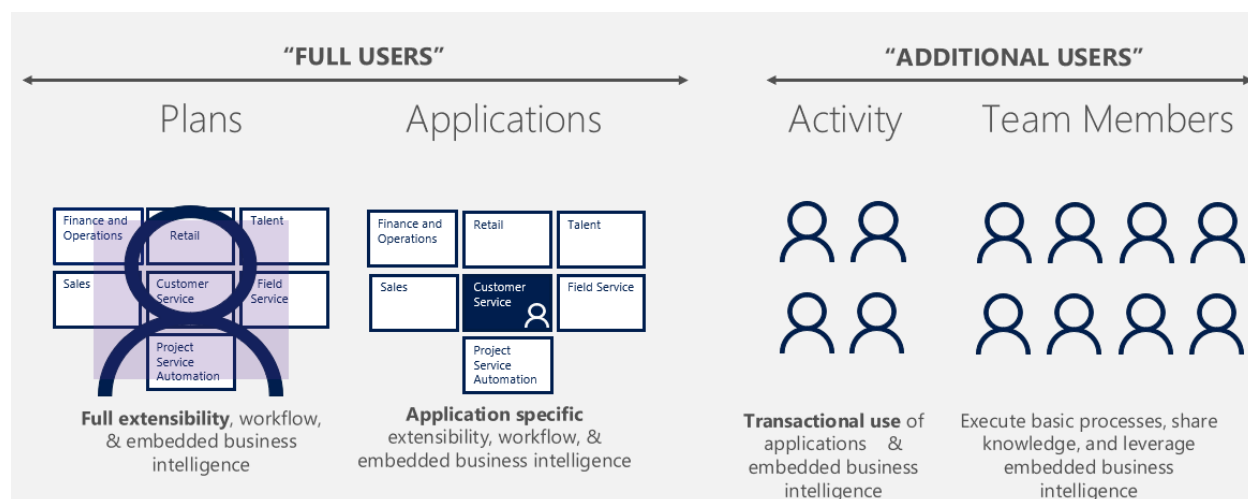 “FULL USERS”
“ADDITIONAL USERS”
Plans
Applications
Activity
Team Members
Finance and
Operations
Retail
Talent
Sales
Customer
Service
Field
Service
Project
Service
Automation
Finance and
Operations
Retail
Talent
Sales
Customer
Service
Field Service
Project
Service
Automation
Full extensibility, workflow,
& embedded business
intelligence
Application specific
extensibility, workflow, &
embedded business intelligence
Transactional use of
applications & 
embedded business
intelligence
Execute basic processes, share
knowledge, and leverage
embedded business
intelligence